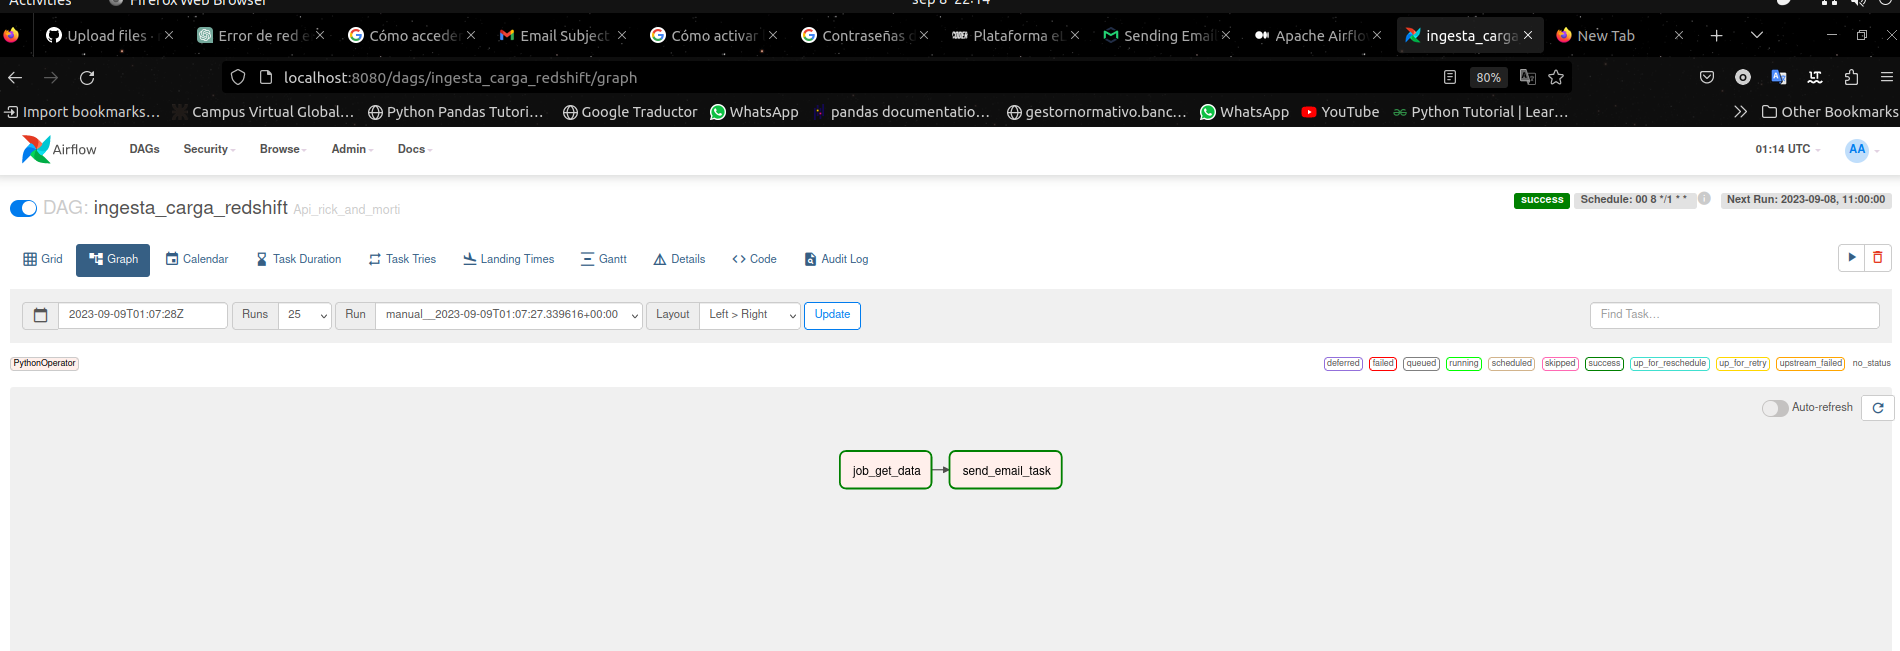 Activities Firefox Web Browser sep 8 22:14
Upload files · Error de red e Cómo acceder Email Subject Cómo activar Contraseñas d Plataforma el Sending Email Apache Airflow ingesta_carga New Tab
localhost:8080/dags/ingesta_carga_redshift/graph 80%
Import bookmarks… Campus Virtual Global… Python Pandas Tutori… Google Traductor WhatsApp pandas documentatio… gestornormativo.banc… WhatsApp YouTube Python Tutorial | Lear… Other Bookmarks
Airflow DAGs Security Browse Admin Docs 01:14 UTC AA
DAG: ingesta_carga_redshift Api_rick_and_morti success Schedule: 00 8 */1 * * Next Run: 2023-09-08, 11:00:00
Grid Graph Calendar Task Duration Task Tries Landing Times Gantt Details Code Audit Log
2023-09-09T01:07:28Z Runs 25 Run manual__2023-09-09T01:07:27.339616+00:00 Layout Left > Right Update Find Task…
PythonOperator deferred failed queued running scheduled skipped success up_for_reschedule up_for_retry upstream_failed no_status
Auto-refresh
job_get_data send_email_task